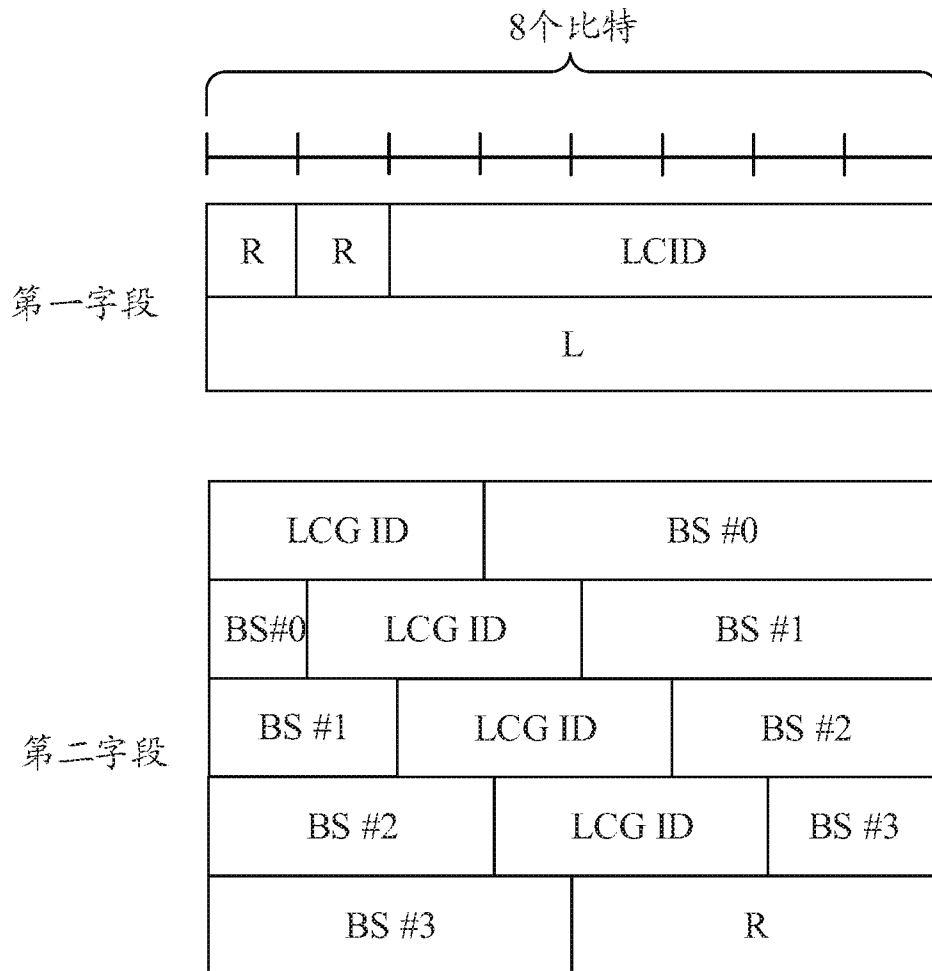 8个比特
R R LCID
第一字段
L
LCG ID BS #0
BS#0 LCG ID BS #1
BS #1 LCG ID BS #2
第二字段
BS #2 LCG ID BS #3
BS #3 R